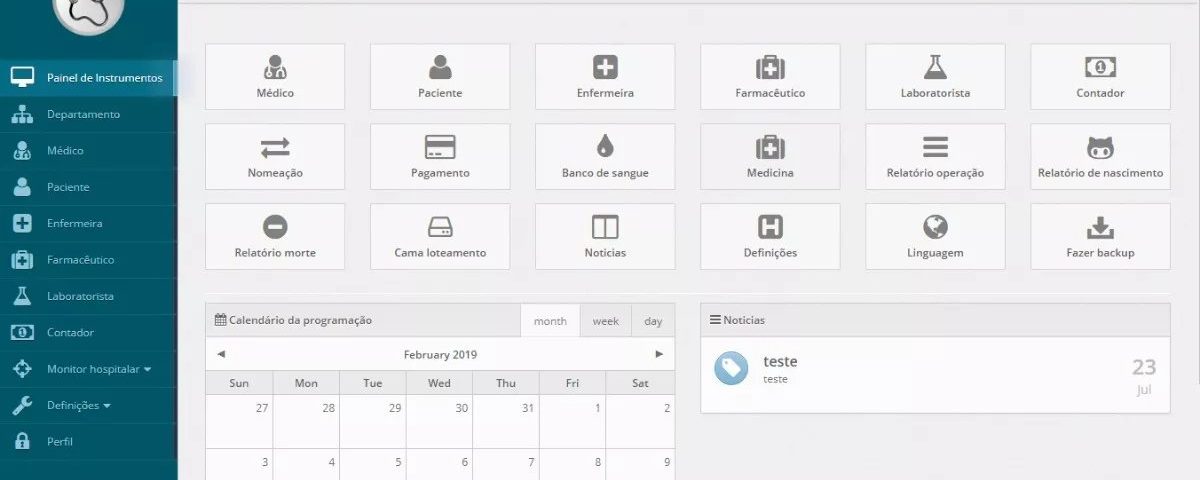 Painel de Instrumentos
Departamento
Médico
Paciente
Enfermeira
Farmacêutico
Laboratorista
Contador
Monitor hospitalar
Definições
Perfil
Médico
Paciente
Enfermeira
Farmacêutico
Laboratorista
Contador
Nomeação
Pagamento
Banco de sangue
Medicina
Relatório operação
Relatório de nascimento
Relatório morte
Cama loteamento
Noticias
Definições
Linguagem
Fazer backup
Calendário da programação
month week day
February 2019
Sun Mon Tue Wed Thu Fri Sat
27 28 29 30 31 1 2
3 4 5 6 7 8 9
Noticias
teste
teste
23
Jul